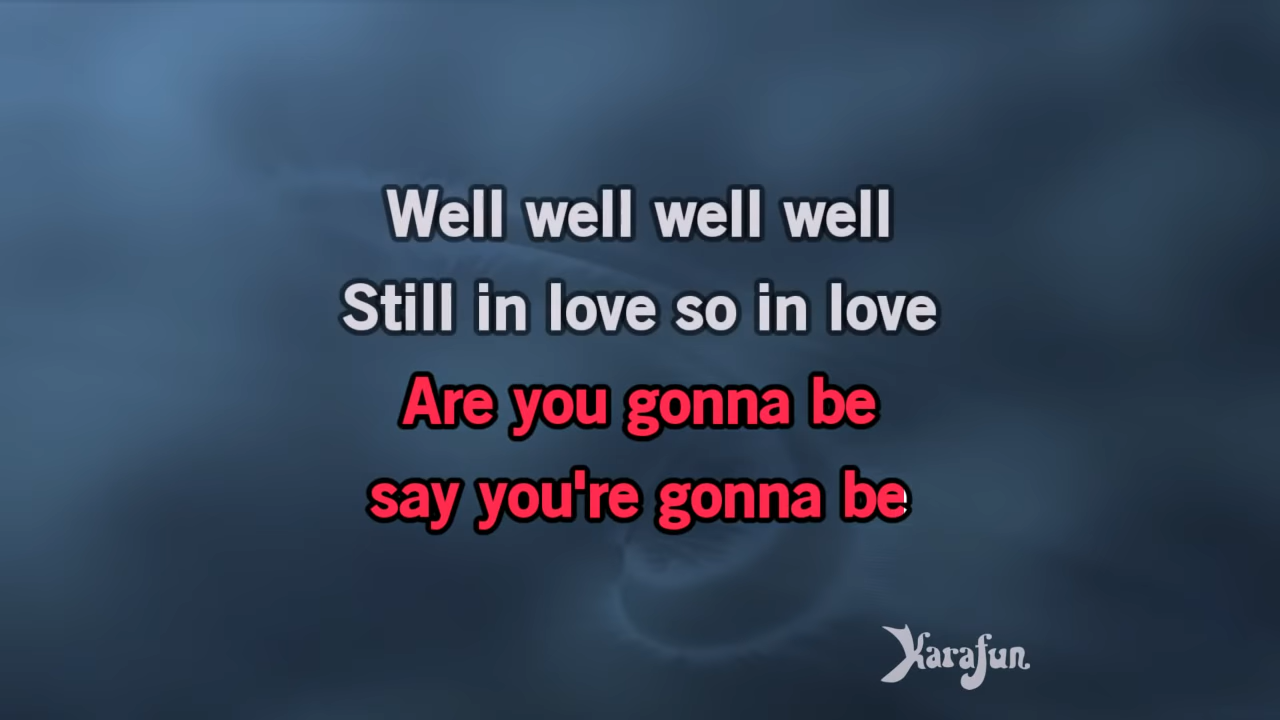 Well well well well
Still in love so in love
Are you gonna be
say you're gonna be
Karafun